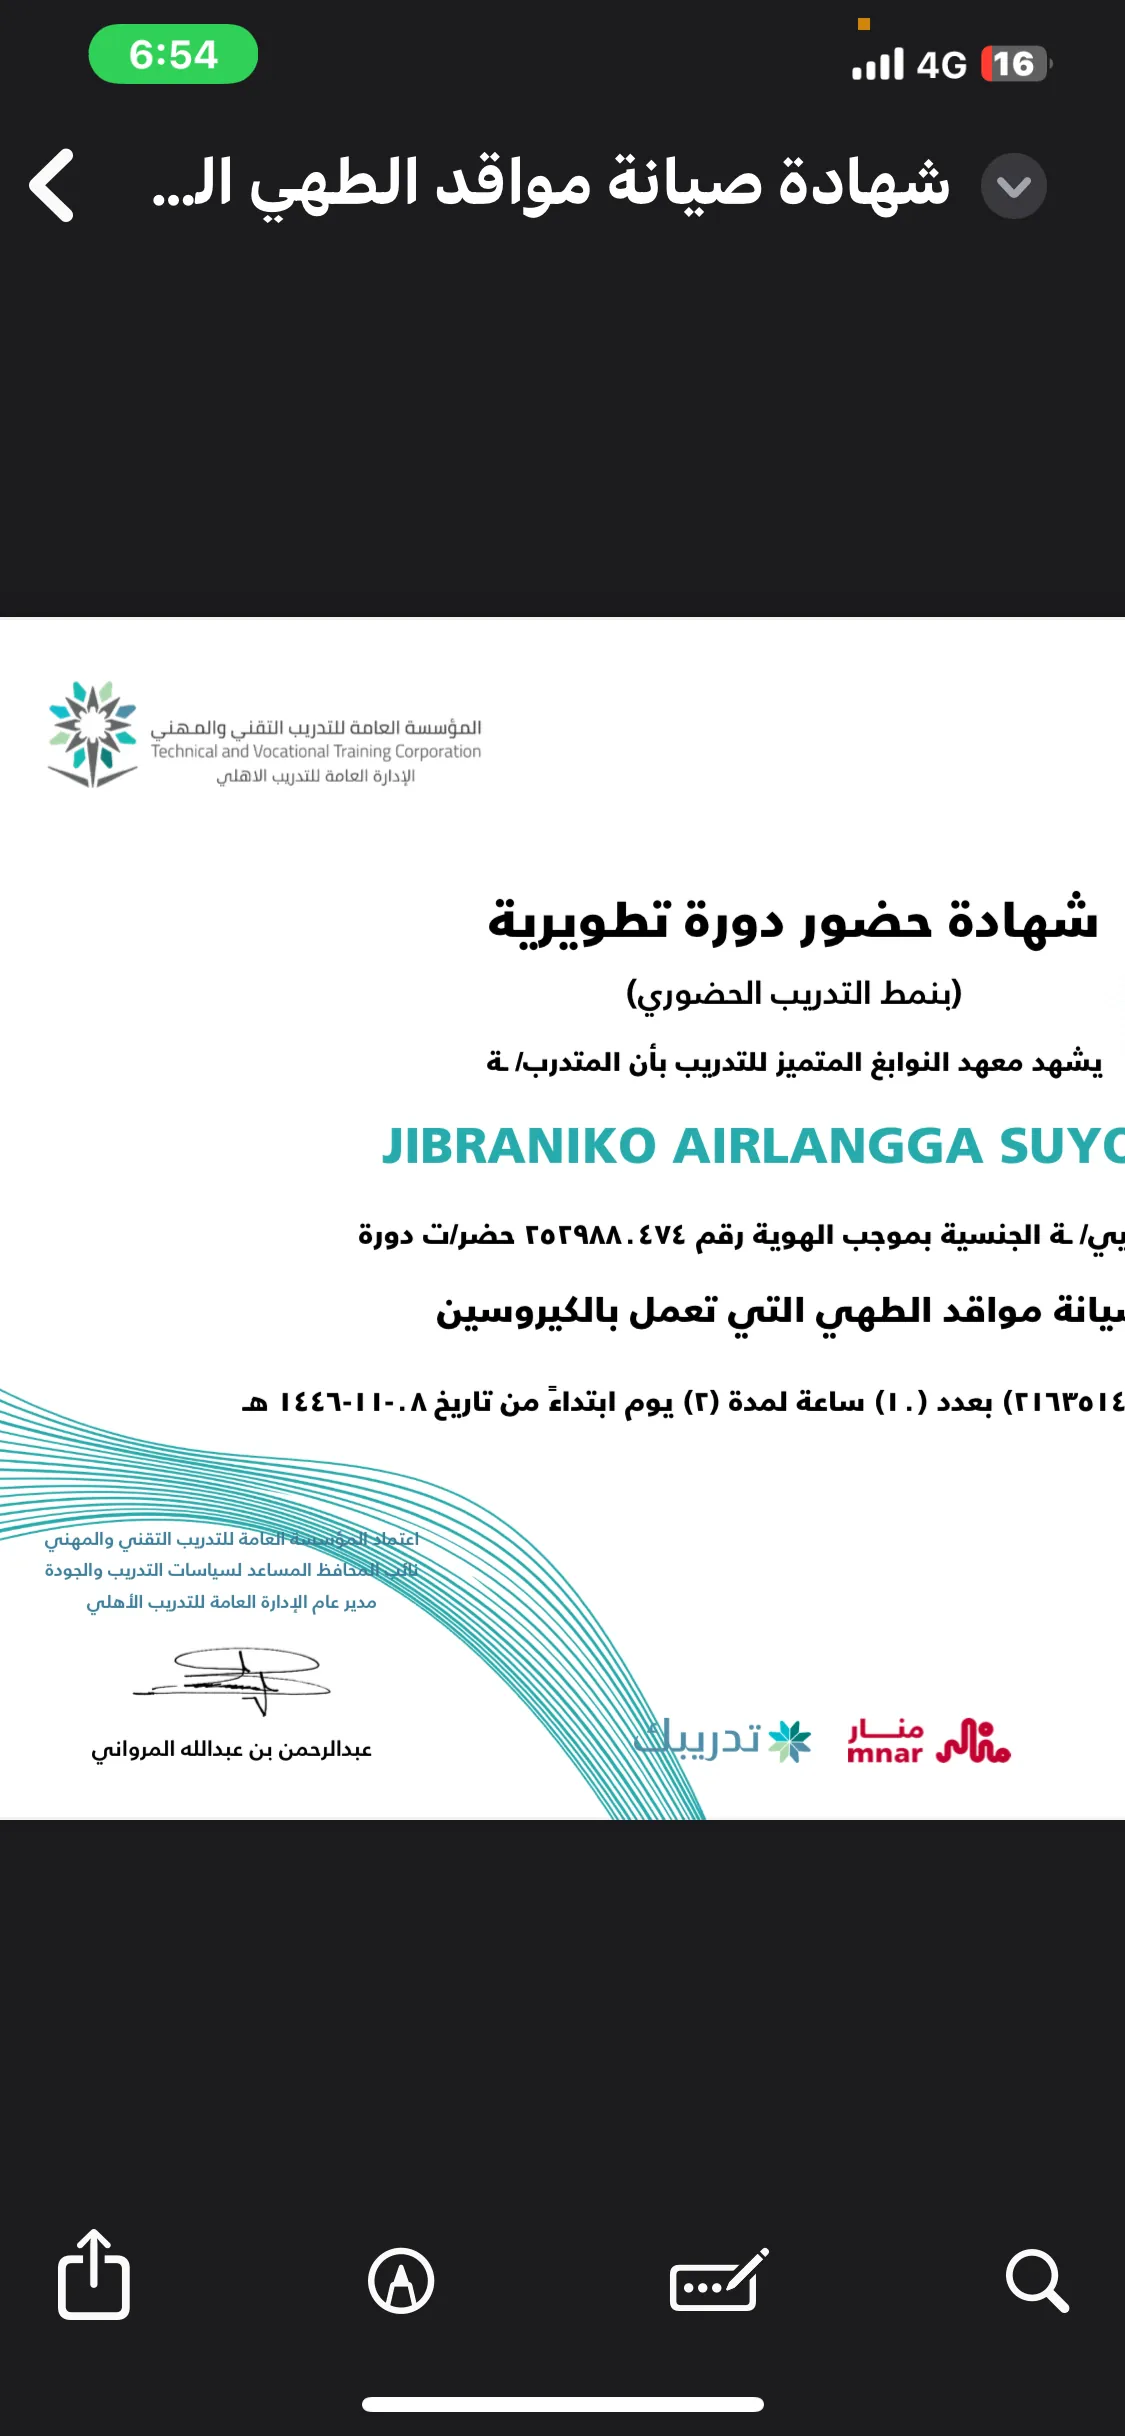 6:54
4G 16
شهادة صيانة مواقد الطهي الـ...
المؤسسة العامة للتدريب التقني والمهني
Technical and Vocational Training Corporation
الإدارة العامة للتدريب الاهلي
شهادة حضور دورة تطويرية
(بنمط التدريب الحضوري)
يشهد معهد النوابغ المتميز للتدريب بأن المتدرب/ ـة
JIBRANIKO AIRLANGGA SUYO
ـة الجنسية بموجب الهوية رقم ٢٥٢٩٨٨٠٤٧٤ حضر/ت دورة
مواقد الطهي التي تعمل بالكيروسين
٢١٦٣٥١٤) بعدد (١٠) ساعة لمدة (٢) يوم ابتداءً من تاريخ ٠٨-١١-١٤٤٦ هـ
اعتماد المؤسسة العامة للتدريب التقني والمهني
نائب المحافظ المساعد لسياسات التدريب والجودة
مدير عام الإدارة العامة للتدريب الأهلي
عبدالرحمن بن عبدالله المرواني
تدريبك
منار
mnar